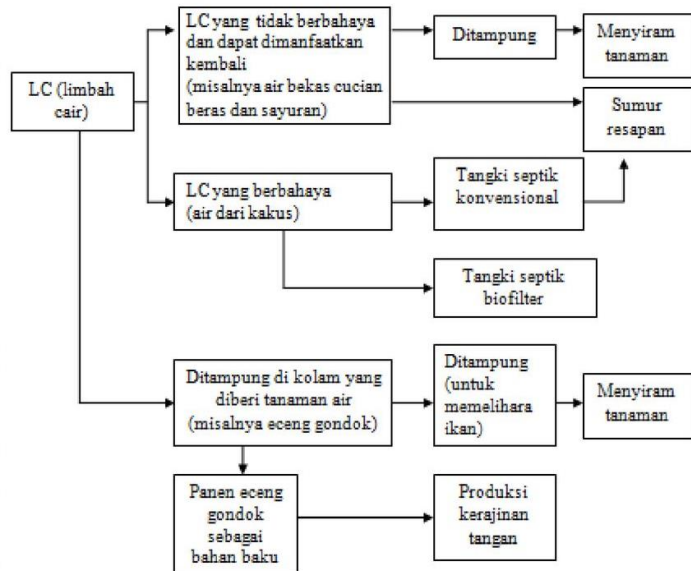 LC (limbah
cair)
LC yang tidak berbahaya
dan dapat dimanfaatkan
kembali
(misalnya air bekas cucian
beras dan sayuran)
Ditampung
Menyiram
tanaman
Sumur
resapan
LC yang berbahaya
(air dari kakus)
Tangki septik
konvensional
Tangki septik
biofilter
Ditampung di kolam yang
diberi tanaman air
(misalnya eceng gondok)
Ditampung
(untuk
memelihara
ikan)
Menyiram
tanaman
Panen eceng
gondok
sebagai
bahan baku
Produksi
kerajinan
tangan